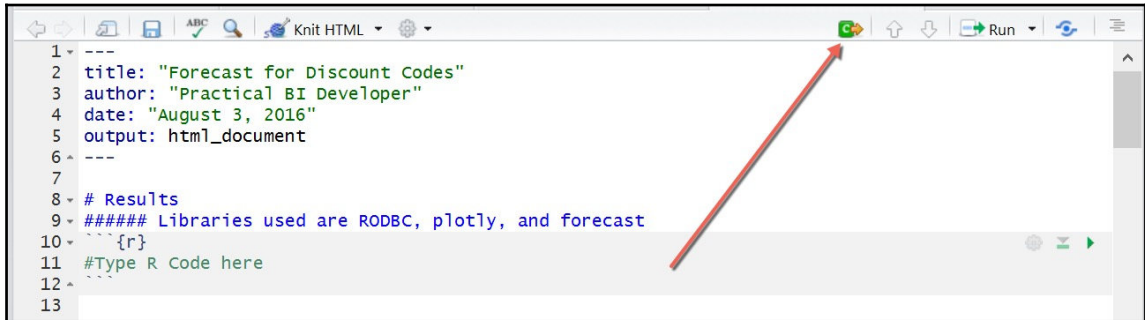 ABC Knit HTML Run
1 ---
2 title: "Forecast for Discount Codes"
3 author: "Practical BI Developer"
4 date: "August 3, 2016"
5 output: html_document
6 ---
7
8 # Results
9 ###### Libraries used are RODBC, plotly, and forecast
10 ```{r}
11 #Type R Code here
12 ```
13